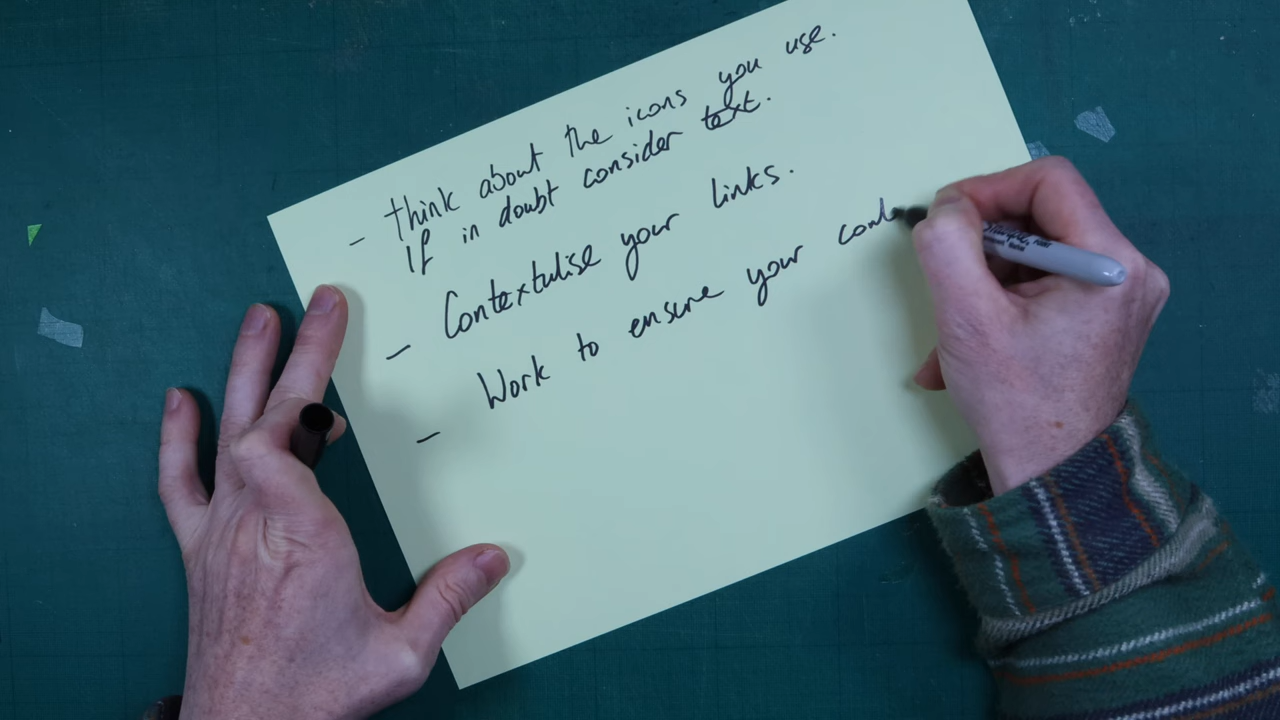 - think about the icons you use.
If in doubt consider text.
- Contextulise your links.
- Work to ensure your